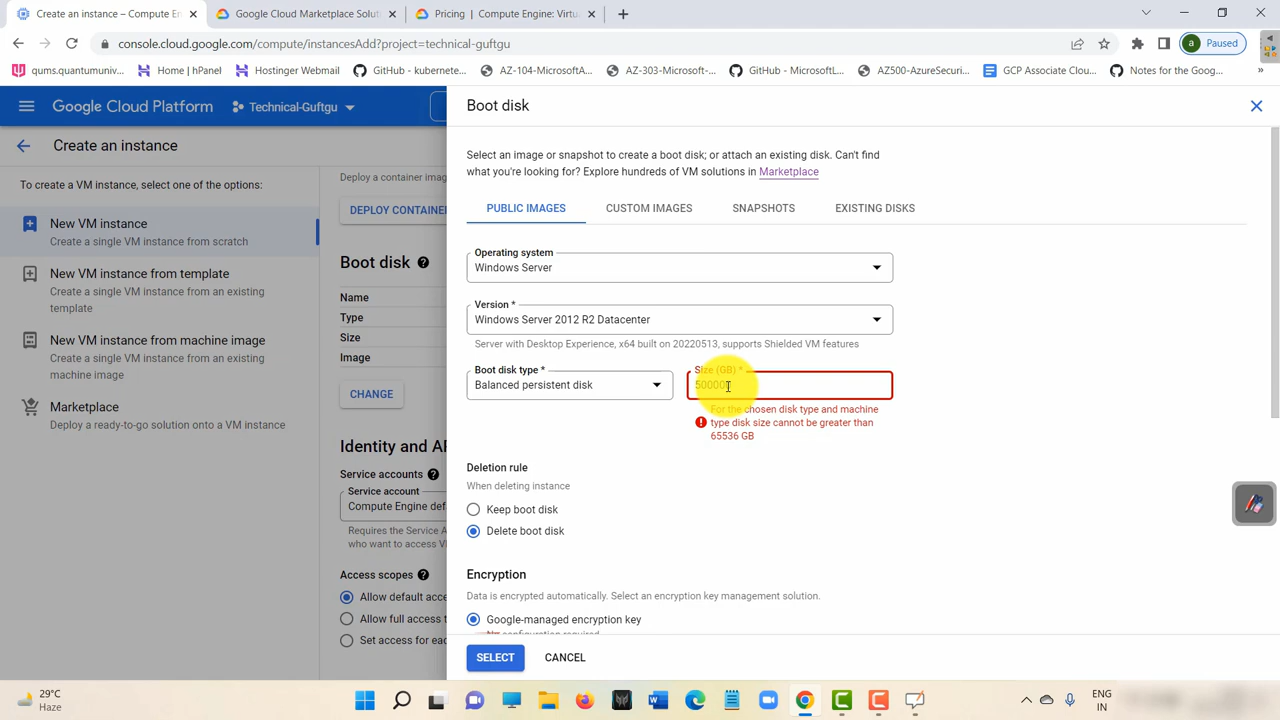 Create an instance - Compute En
Google Cloud Marketplace Solut
Pricing | Compute Engine: Virtu
console.cloud.google.com/compute/instancesAdd?project=technical-guftgu
a Paused
qums.quantumuniv...
Home | hPanel
Hostinger Webmail
GitHub - kubernete...
AZ-104-MicrosoftA...
AZ-303-Microsoft-...
GitHub - MicrosoftL...
AZ500-AzureSecuri...
GCP Associate Clou...
Notes for the Goog...
»
Google Cloud Platform
Technical-Guftgu
Create an instance
To create a VM instance, select one of the options:
New VM instance
Create a single VM instance from scratch
New VM instance from template
Create a single VM instance from an existing
template
New VM instance from machine image
Create a single VM instance from an existing
machine image
Marketplace
Deploy a ready-to-go solution onto a VM instance
Deploy a container imag
DEPLOY CONTAINE
Boot disk
Name
Type
Size
Image
CHANGE
Identity and AP
Service accounts
Service account
Compute Engine def
Requires the Service A
who want to access V
Access scopes
Allow default acce
Allow full access t
Set access for eac
Boot disk
Select an image or snapshot to create a boot disk; or attach an existing disk. Can't find
what you're looking for? Explore hundreds of VM solutions in Marketplace
PUBLIC IMAGES
CUSTOM IMAGES
SNAPSHOTS
EXISTING DISKS
Operating system
Windows Server
Version *
Windows Server 2012 R2 Datacenter
Server with Desktop Experience, x64 built on 20220513, supports Shielded VM features
Boot disk type *
Balanced persistent disk
Size (GB) *
For the chosen disk type and machine
type disk size cannot be greater than
65536 GB
Deletion rule
When deleting instance
Keep boot disk
Delete boot disk
Encryption
Data is encrypted automatically. Select an encryption key management solution.
Google-managed encryption key
No configuration required
SELECT
CANCEL
29°C
Haze
ENG
IN